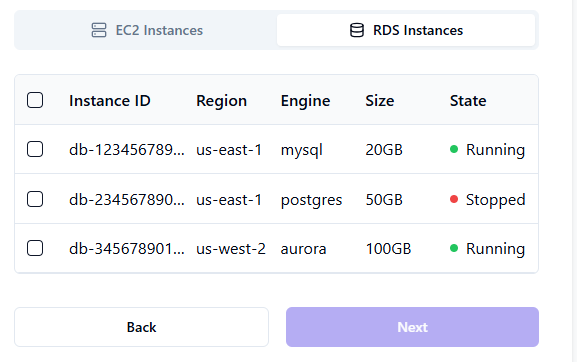 EC2 Instances RDS Instances
Instance ID Region Engine Size State
db-123456789... us-east-1 mysql 20GB Running
db-234567890... us-east-1 postgres 50GB Stopped
db-345678901... us-west-2 aurora 100GB Running
Back Next